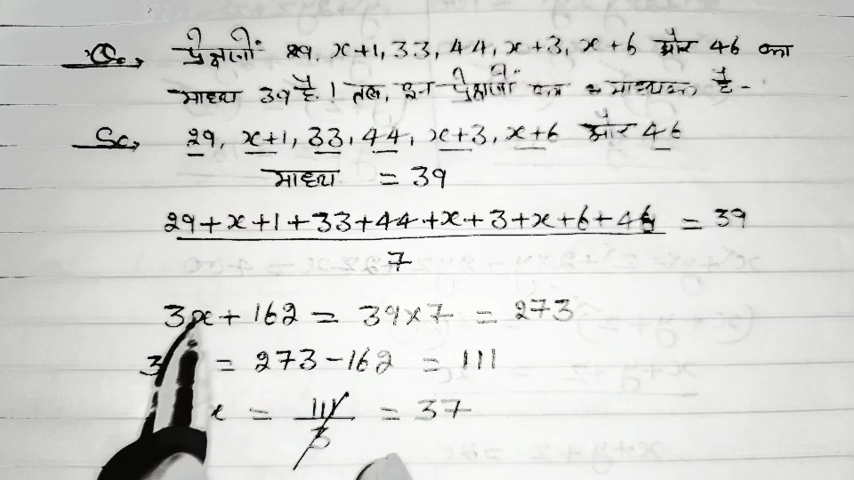 Q. प्रेक्षणों 29, x+1, 33, 44, x+3, x+6 और 46 का
माध्य 39 है। तब, इन प्रेक्षणों का माध्यक है -
So, 29, x+1, 33, 44, x+3, x+6 और 46
माध्य = 39
29+x+1+33+44+x+3+x+6+46 = 39
7
3x + 162 = 39×7 = 273
3 = 273 - 162 = 111
x = 111/3 = 37